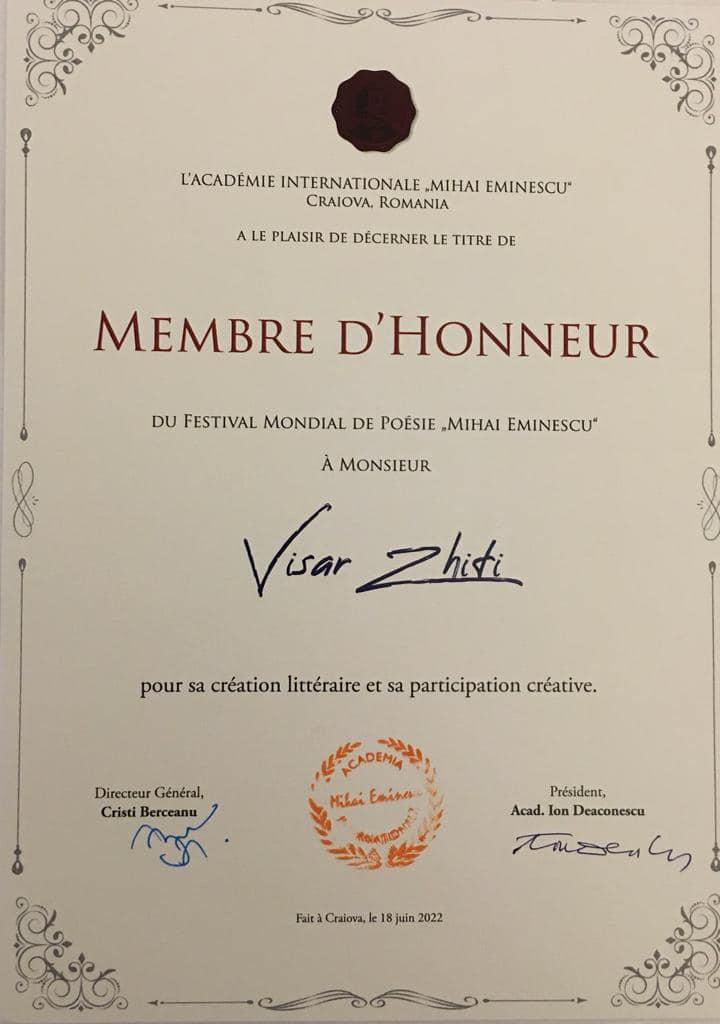 L'ACADÉMIE INTERNATIONALE „MIHAI EMINESCU“
CRAIOVA, ROMANIA
A LE PLAISIR DE DÉCERNER LE TITRE DE
MEMBRE D'HONNEUR
DU FESTIVAL MONDIAL DE POÉSIE „MIHAI EMINESCU“
À MONSIEUR
Visar Zhiti
pour sa création littéraire et sa participation créative.
ACADEMIA
Mihai
Directeur Général,
Cristi Berceanu
Président,
Acad. Ion Deaconescu
Fait à Craiova, le 18 juin 2022